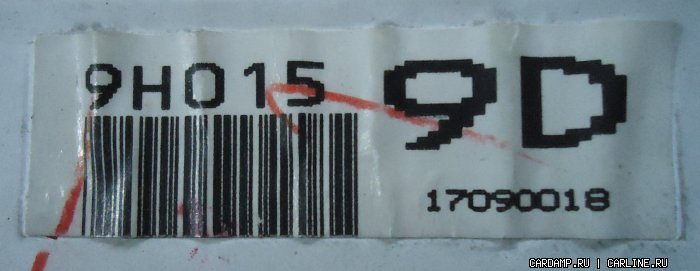 9H015 9D
17090018
CARDAMP.RU | CARLINE.RU